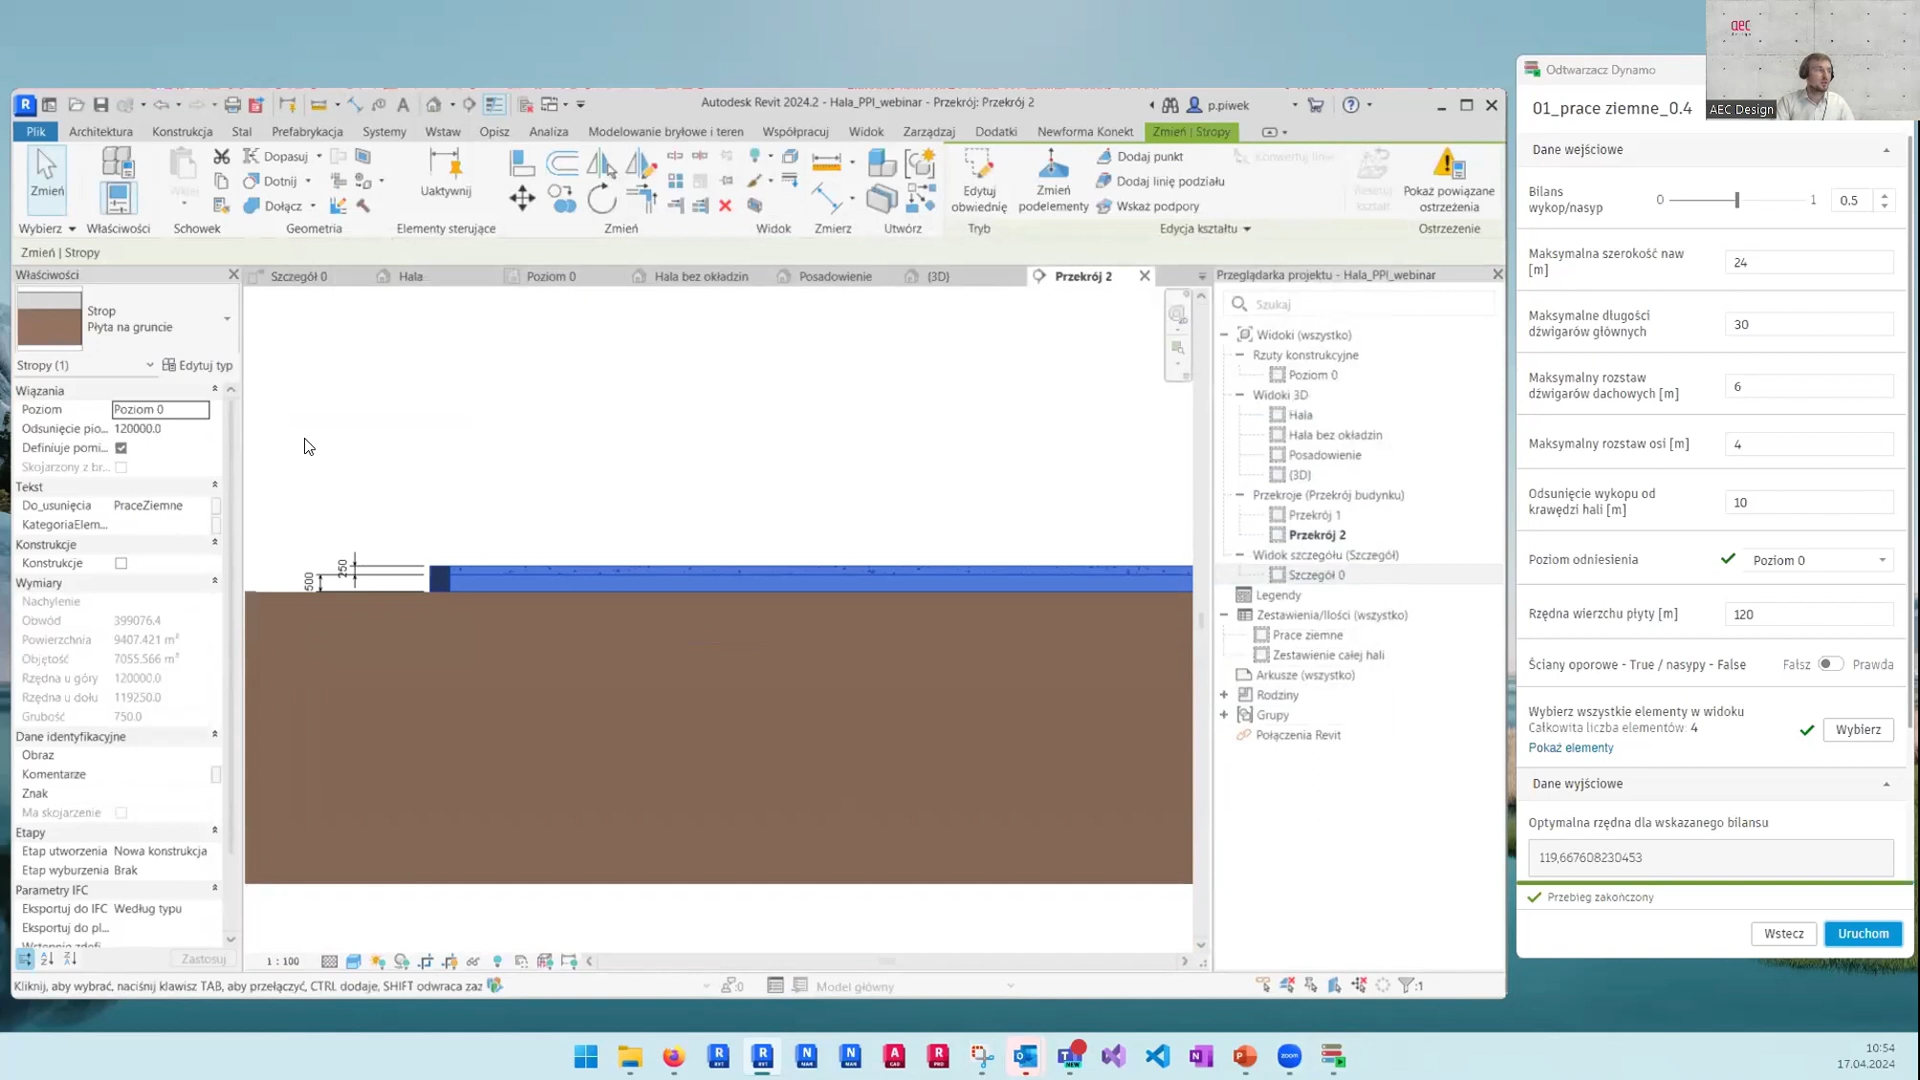 aec
AEC Design
Odtwarzacz Dynamo
01_prace ziemne_0.4
Autodesk Revit 2024.2 - Hala_PPI_webinar - Przekrój: Przekrój 2
p.piwek
Plik
Architektura
Konstrukcja
Stal
Prefabrykacja
Systemy
Wstaw
Opisz
Analiza
Modelowanie bryłowe i teren
Współpracuj
Widok
Zarządzaj
Dodatki
Newforma Konekt
Zmień | Stropy
Zmień
Wklej
Dopasuj
Dotnij
Dołącz
Uaktywnij
Edytuj obwiednię
Zmień podelementy
Dodaj punkt
Dodaj linię podziału
Wskaż podpory
Konwertuj linie
Resetuj kształt
Pokaż powiązane ostrzeżenia
Wybierz
Właściwości
Schowek
Geometria
Elementy sterujące
Zmień
Widok
Zmierz
Utwórz
Tryb
Edycja kształtu
Ostrzeżenie
Zmień | Stropy
Właściwości
Strop
Płyta na gruncie
Stropy (1)
Edytuj typ
Wiązania
Poziom
Poziom 0
Odsunięcie pio... 120000.0
Definiuje pomi...
Skojarzony z br...
Tekst
Do_usunięcia PraceZiemne
KategoriaElem...
Konstrukcje
Konstrukcje
Wymiary
Nachylenie
Obwód 399076.4
Powierzchnia 9407.421 m²
Objętość 7055.566 m³
Rzędna u góry 120000.0
Rzędna u dołu 119250.0
Grubość 750.0
Dane identyfikacyjne
Obraz
Komentarze
Znak
Ma skojarzenie
Etapy
Etap utworzenia Nowa konstrukcja
Etap wyburzenia Brak
Parametry IFC
Eksportuj do IFC Według typu
Eksportuj do pl...
Zastosuj
Szczegół 0
Hala
Poziom 0
Hala bez okładzin
Posadowienie
(3D)
Przekrój 2
250
500
1 : 100
Przeglądarka projektu - Hala_PPI_webinar
Szukaj
Widoki (wszystko)
Rzuty konstrukcyjne
Poziom 0
Widoki 3D
Hala
Hala bez okładzin
Posadowienie
(3D)
Przekroje (Przekrój budynku)
Przekrój 1
Przekrój 2
Widok szczegółu (Szczegół)
Szczegół 0
Legendy
Zestawienia/Ilości (wszystko)
Prace ziemne
Zestawienie całej hali
Arkusze (wszystko)
Rodziny
Grupy
Połączenia Revit
Kliknij, aby wybrać, naciśnij klawisz TAB, aby przełączyć, CTRL dodaje, SHIFT odwraca zaz
:0
Model główny
:1
Dane wejściowe
Bilans wykop/nasyp
0
1
0.5
Maksymalna szerokość naw [m]
24
Maksymalne długości dźwigarów głównych
30
Maksymalny rozstaw dźwigarów dachowych [m]
6
Maksymalny rozstaw osi [m]
4
Odsunięcie wykopu od krawędzi hali [m]
10
Poziom odniesienia
Poziom 0
Rzędna wierzchu płyty [m]
120
Ściany oporowe - True / nasypy - False
Fałsz
Prawda
Wybierz wszystkie elementy w widoku
Całkowita liczba elementów: 4
Pokaż elementy
Wybierz
Dane wyjściowe
Optymalna rzędna dla wskazanego bilansu
119,667608230453
Przebieg zakończony
Wstecz
Uruchom
10:54
17.04.2024